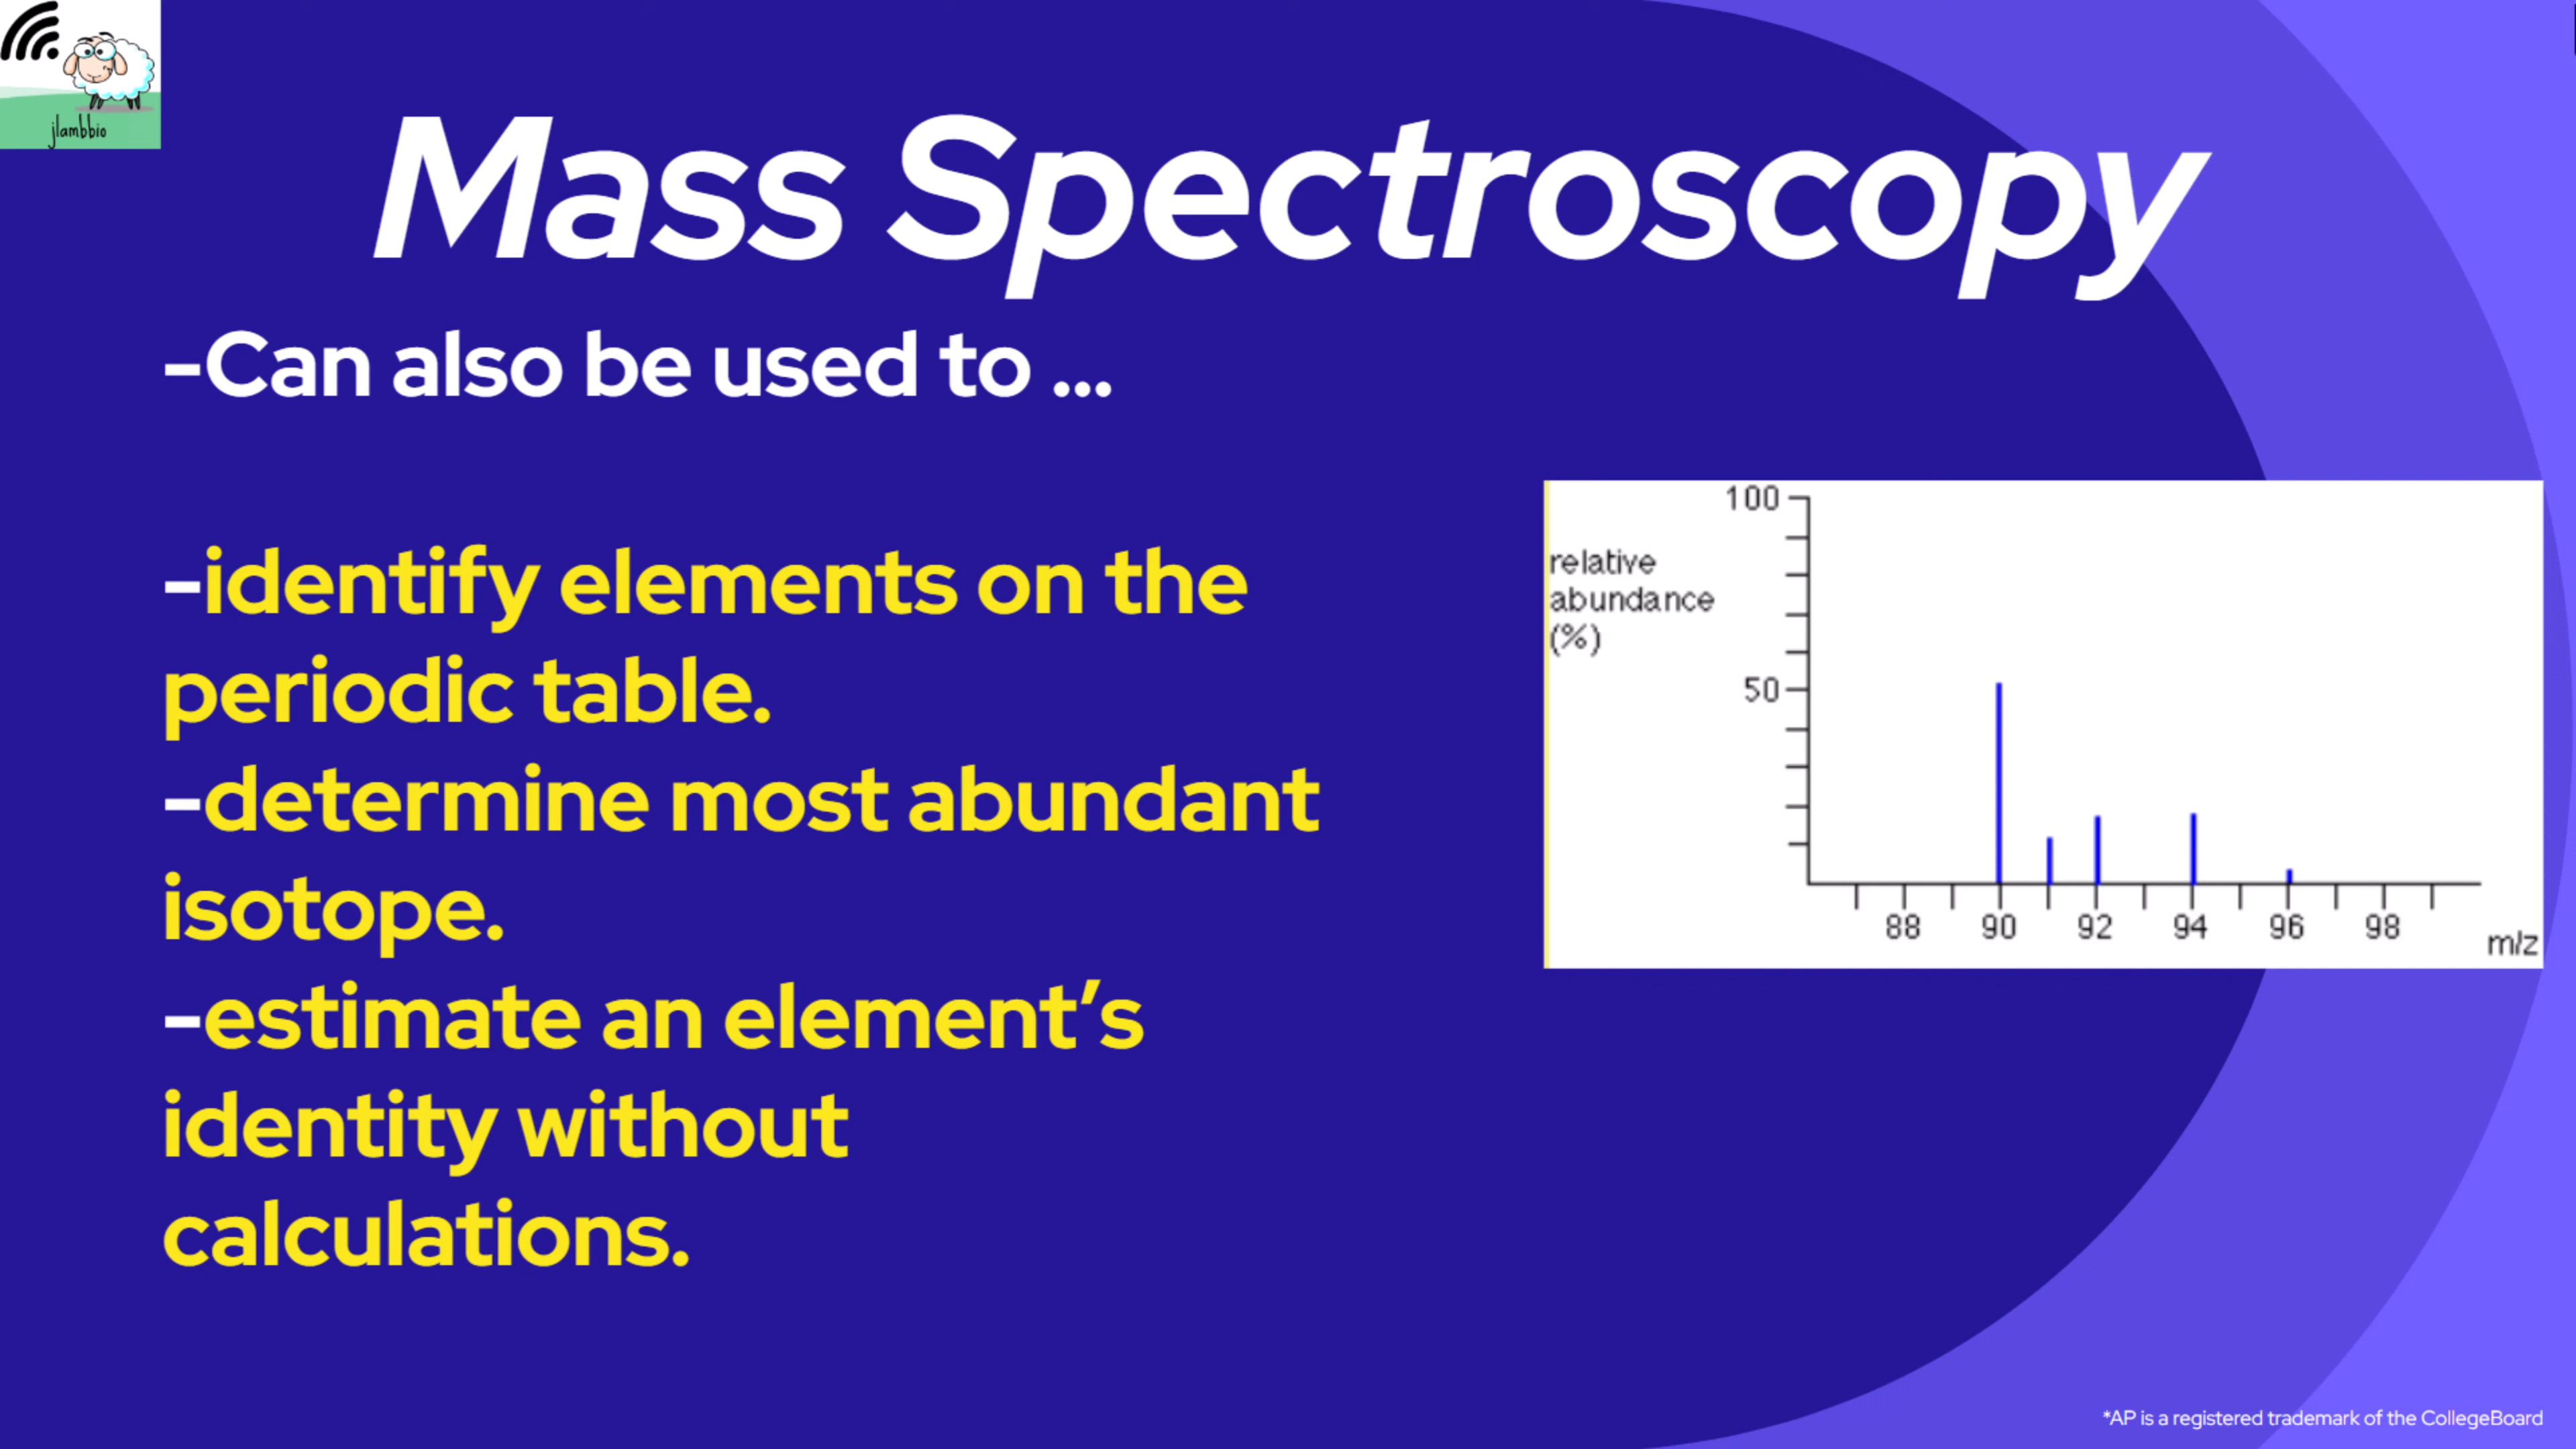 jlambbio
Mass Spectroscopy
-Can also be used to ...
-identify elements on the
periodic table.
-determine most abundant
isotope.
-estimate an element's
identity without
calculations.
100
relative
abundance
(%)
50
88 90 92 94 96 98
m/z
*AP is a registered trademark of the CollegeBoard